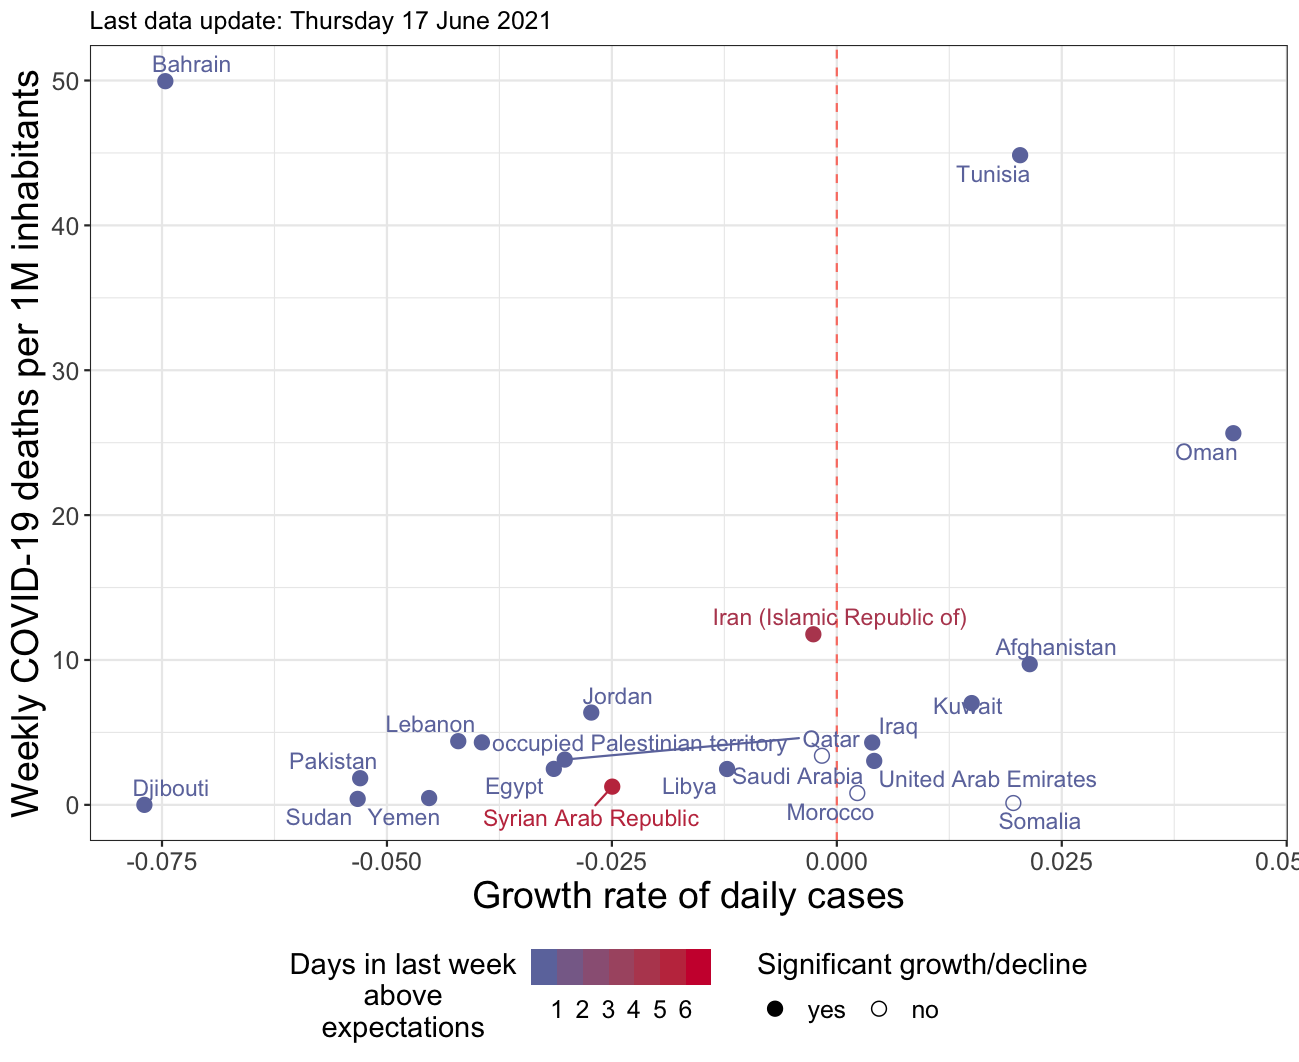 Last data update: Thursday 17 June 2021
Weekly COVID-19 deaths per 1M inhabitants
50
40
30
20
10
0
Bahrain
Tunisia
Oman
Iran (Islamic Republic of)
Afghanistan
Jordan
Kuwait
Lebanon
Iraq
occupied Palestinian territory
Qatar
Pakistan
Saudi Arabia
United Arab Emirates
Djibouti
Egypt
Libya
Morocco
Sudan
Yemen
Syrian Arab Republic
Somalia
-0.075
-0.050
-0.025
0.000
0.025
0.05
Growth rate of daily cases
Days in last week
above
expectations
1 2 3 4 5 6
Significant growth/decline
yes
no